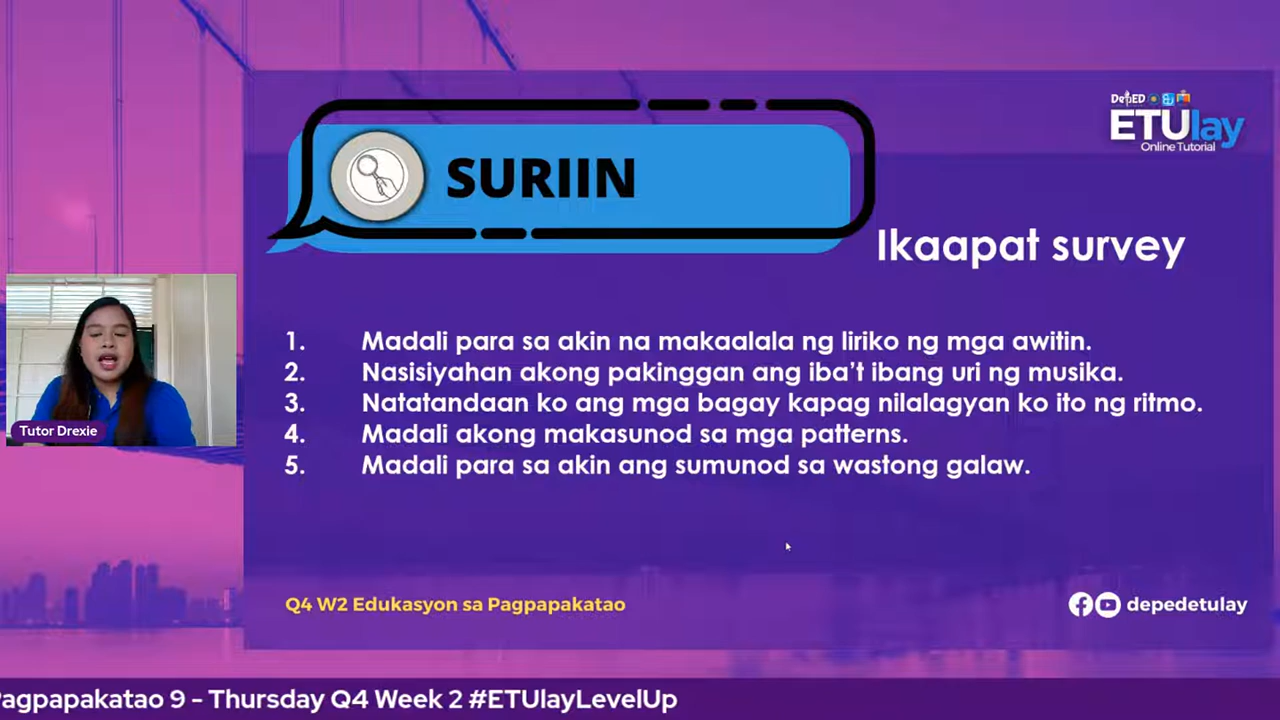 DepED
ETUlay
Online Tutorial
SURIIN
Ikaapat survey
1. Madali para sa akin na makaalala ng liriko ng mga awitin.
2. Nasisiyahan akong pakinggan ang iba't ibang uri ng musika.
3. Natatandaan ko ang mga bagay kapag nilalagyan ko ito ng ritmo.
4. Madali akong makasunod sa mga patterns.
5. Madali para sa akin ang sumunod sa wastong galaw.
Tutor Drexie
Q4 W2 Edukasyon sa Pagpapakatao
depedetulay
Pagpapakatao 9 - Thursday Q4 Week 2 #ETUlayLevelUp